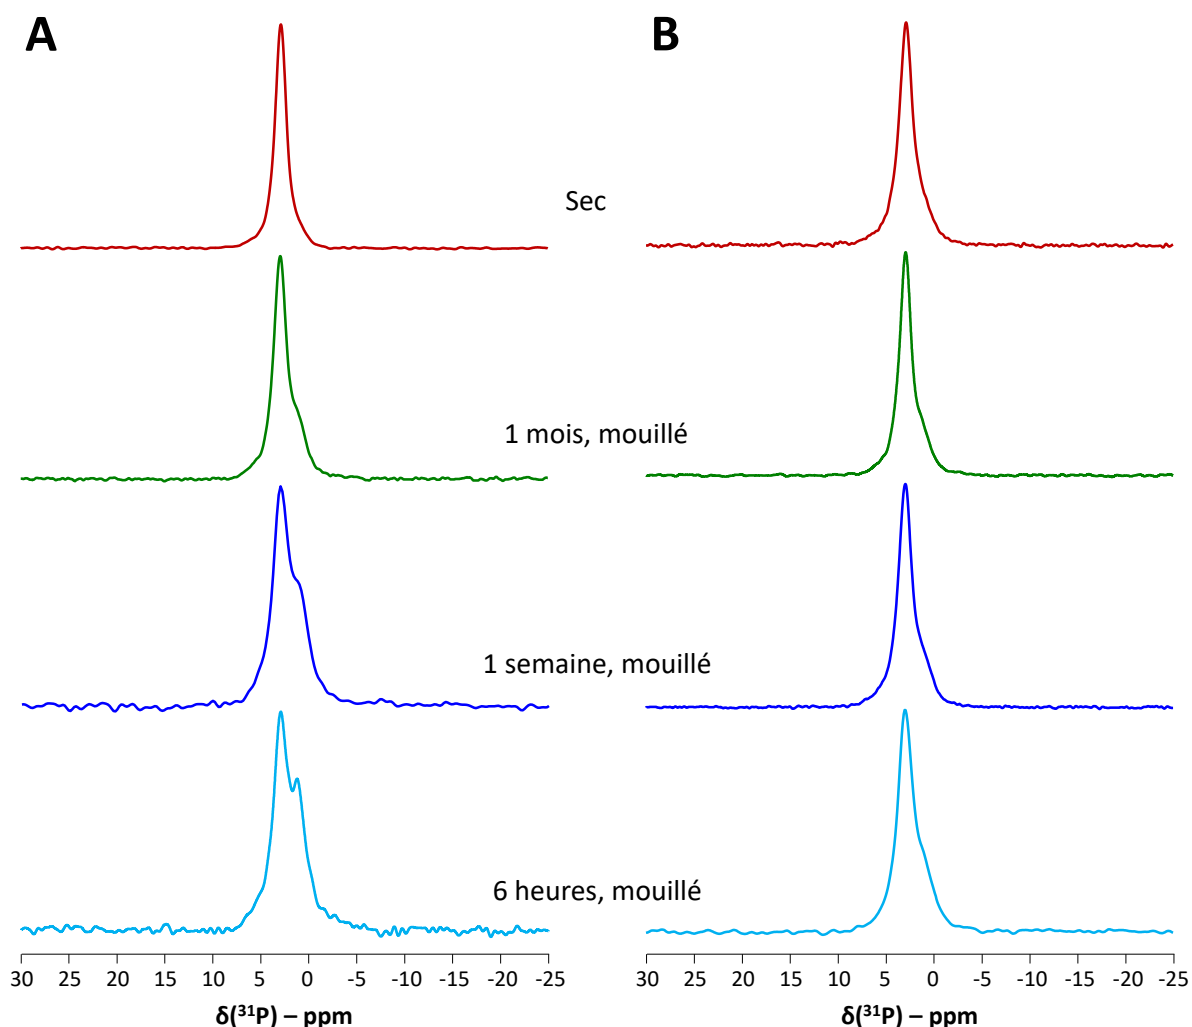 A
B
Sec
1 mois, mouillé
1 semaine, mouillé
6 heures, mouillé
30 25 20 15 10 5 0 -5 -10 -15 -20 -25
30 25 20 15 10 5 0 -5 -10 -15 -20 -25
δ(³¹P) – ppm
δ(³¹P) – ppm